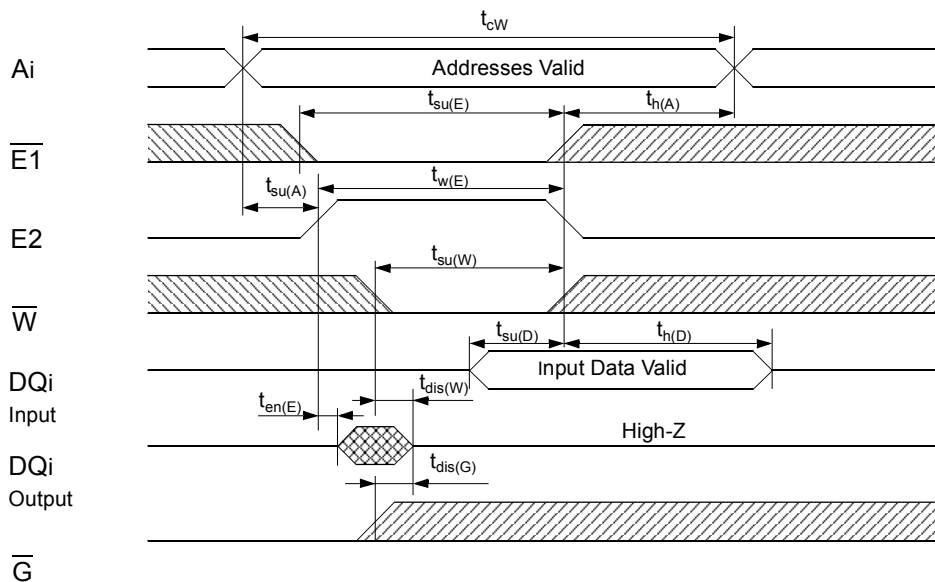 tcW
Ai
Addresses Valid
tsu(E)
th(A)
E1
tsu(A)
tw(E)
E2
tsu(W)
W
tsu(D)
th(D)
Input Data Valid
DQi
Input
tdis(W)
ten(E)
High-Z
DQi
Output
tdis(G)
G